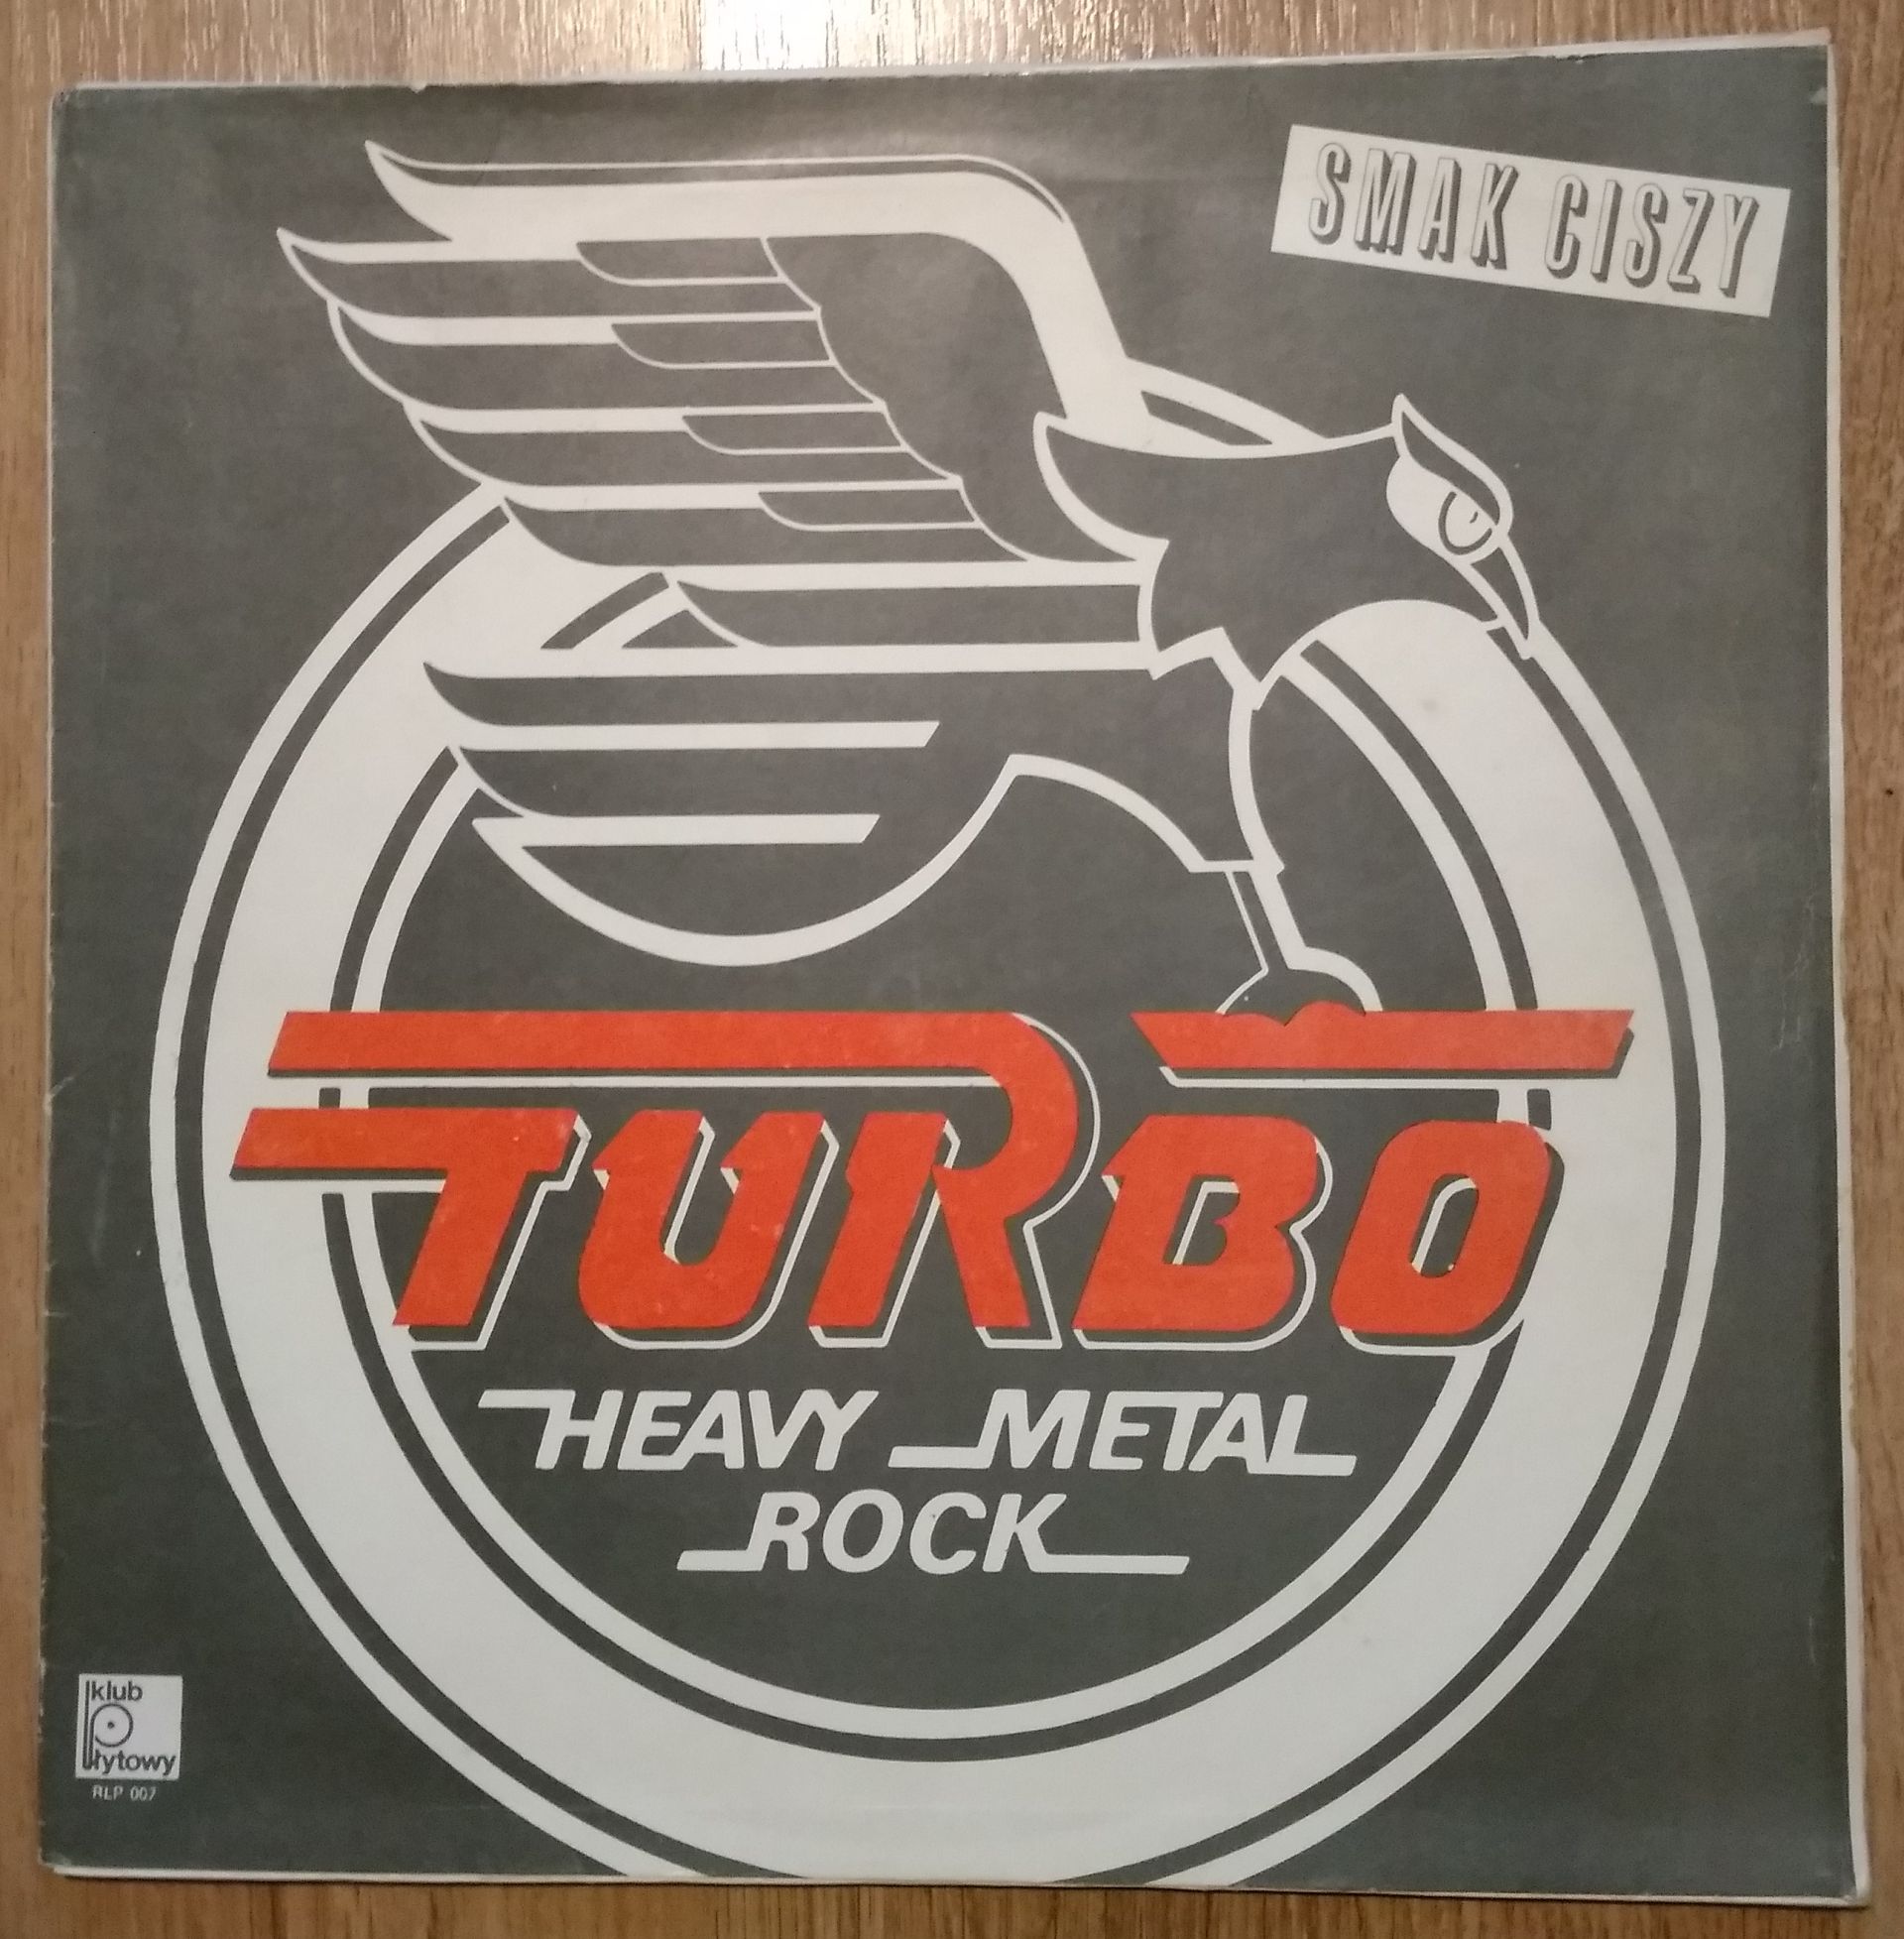 SMAK CISZY
TURBO
HEAVY METAL
ROCK
klub
płytowy
RLP 007